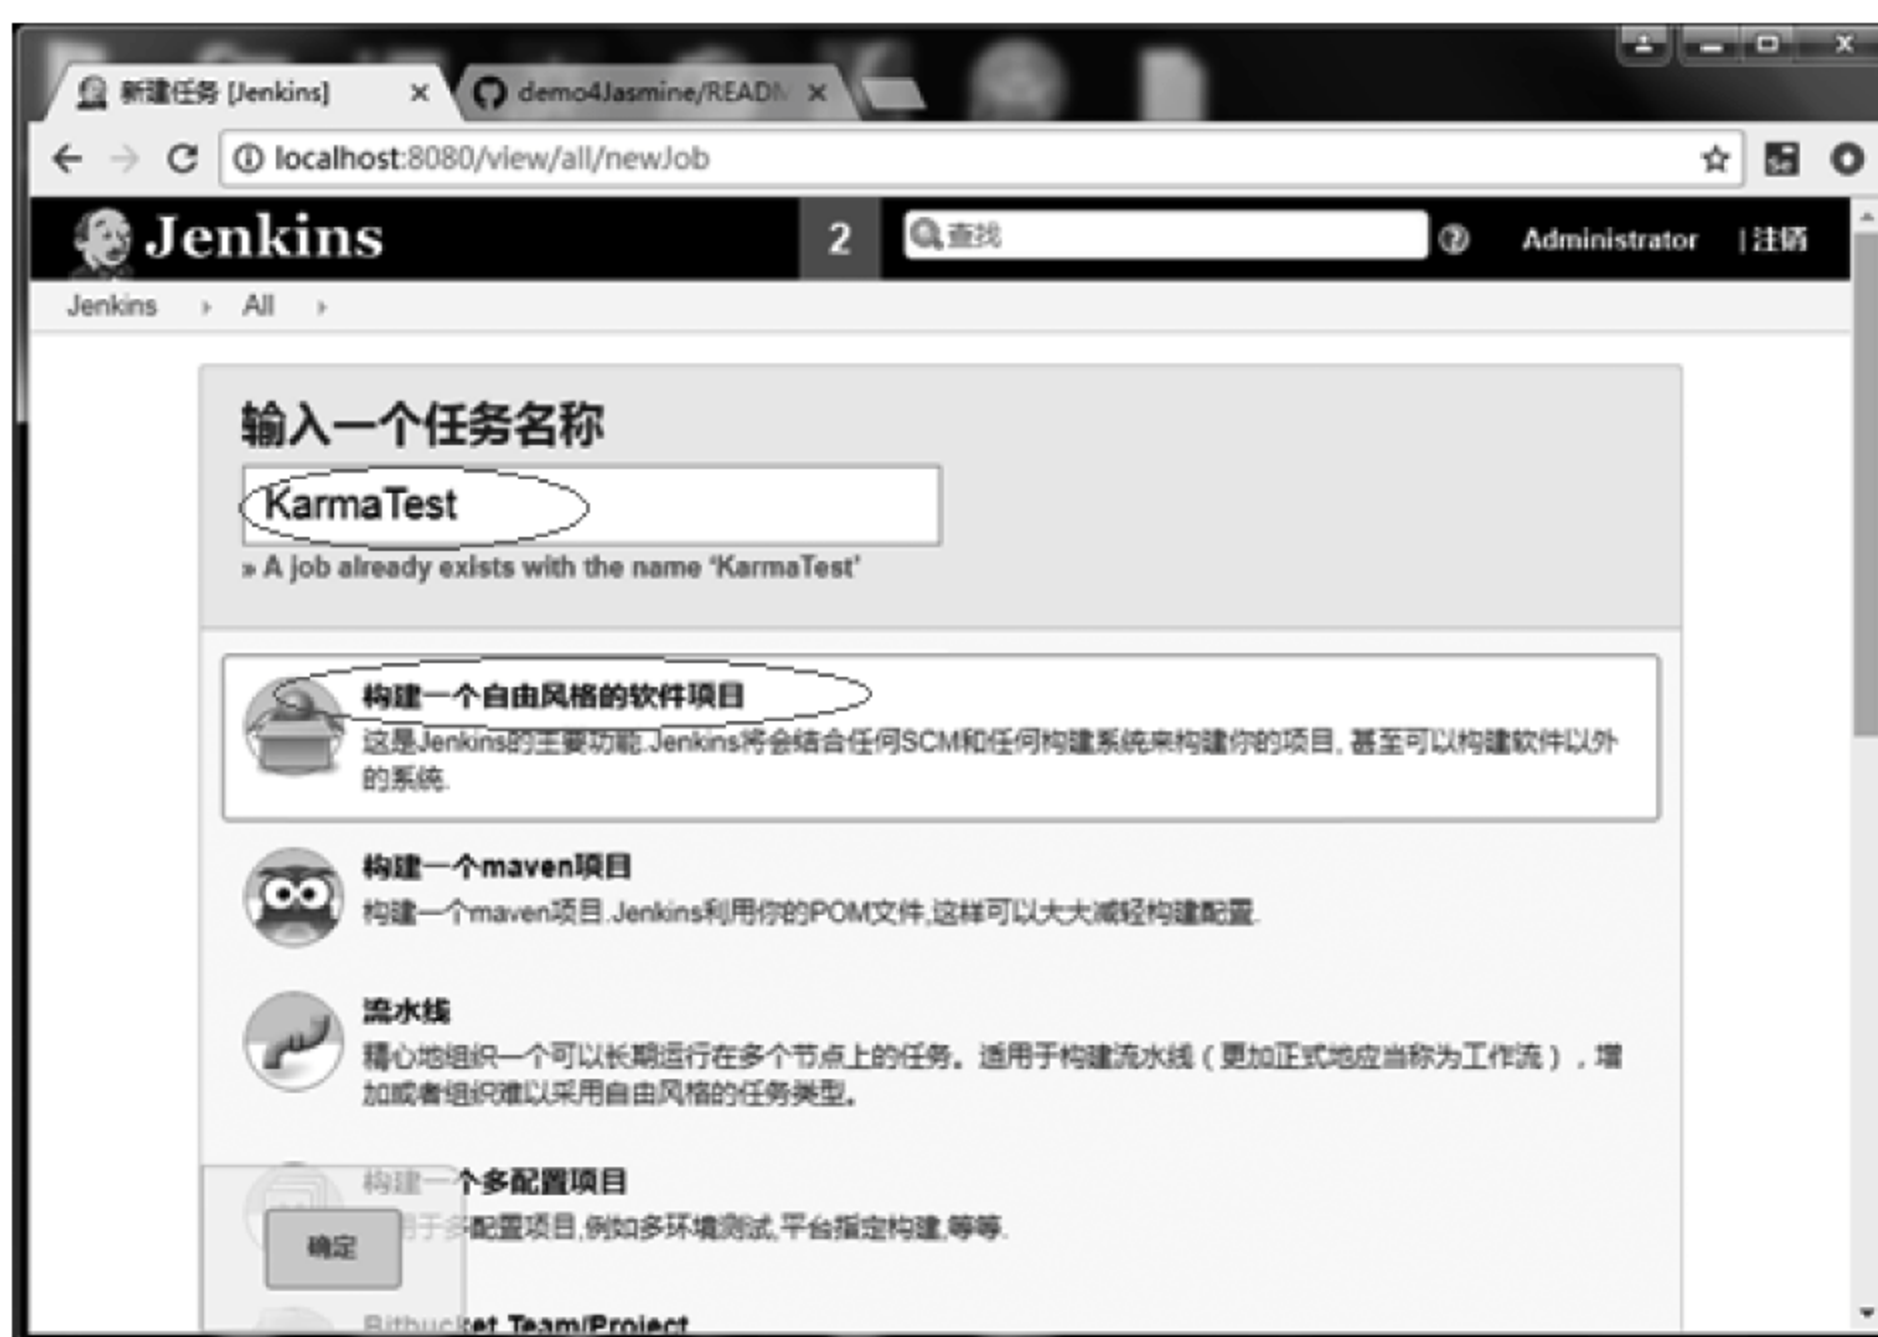 新建任务 [Jenkins]
demo4Jasmine/READM
localhost:8080/view/all/newJob
Se
Jenkins
2
查找
Administrator
| 注销
Jenkins › All ›
输入一个任务名称
KarmaTest
» A job already exists with the name ‘KarmaTest’
构建一个自由风格的软件项目
这是Jenkins的主要功能.Jenkins将会结合任何SCM和任何构建系统来构建你的项目, 甚至可以构建软件以外
的系统.
构建一个maven项目
构建一个maven项目.Jenkins利用你的POM文件,这样可以大大减轻构建配置.
流水线
精心地组织一个可以长期运行在多个节点上的任务。适用于构建流水线（更加正式地应当称为工作流），增
加或者组织难以采用自由风格的任务类型。
构建一个多配置项目
用于多配置项目,例如多环境测试,平台指定构建,等等.
确定
Bitbucket Team/Project